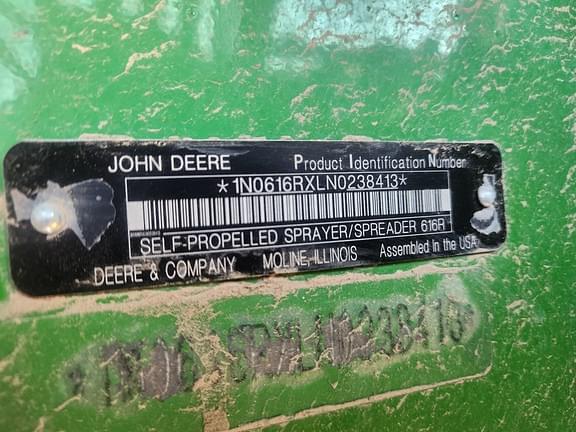 JOHN DEERE Product Identification Number
*1N0616RXLN0238413*
SELF-PROPELLED SPRAYER/SPREADER 616R
DEERE & COMPANY MOLINE, ILLINOIS Assembled In the USA